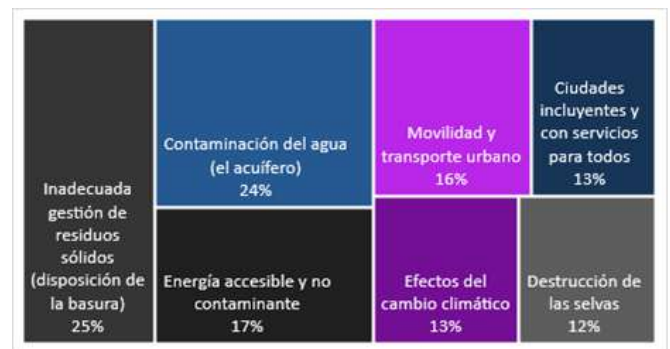 Inadecuada
gestión de
residuos
sólidos
(disposición de
la basura)
25%
Contaminación del agua
(el acuífero)
24%
Energía accesible y no
contaminante
17%
Movilidad y
transporte urbano
16%
Ciudades
incluyentes y
con servicios
para todos
13%
Efectos del
cambio climático
13%
Destrucción de
las selvas
12%